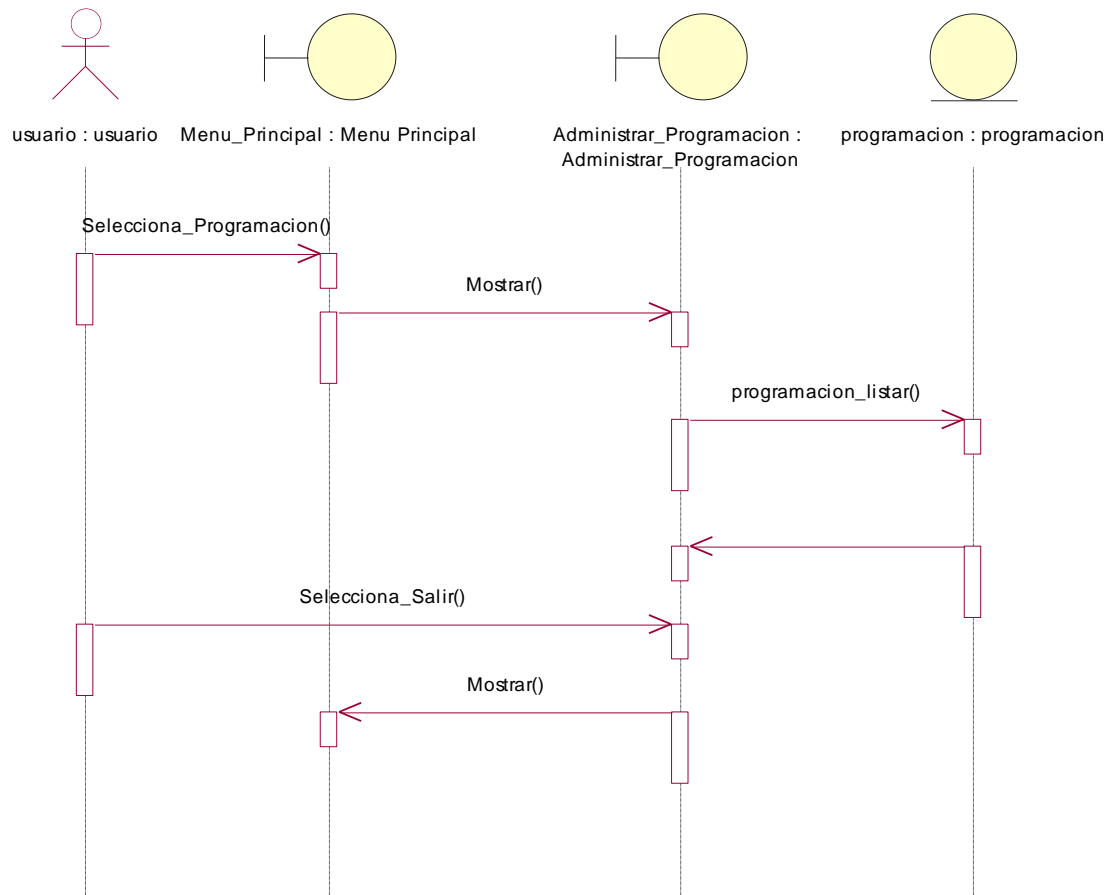 usuario : usuario
Menu_Principal : Menu Principal
Administrar_Programacion :
Administrar_Programacion
programacion : programacion
Selecciona_Programacion()
Mostrar()
programacion_listar()
Selecciona_Salir()
Mostrar()